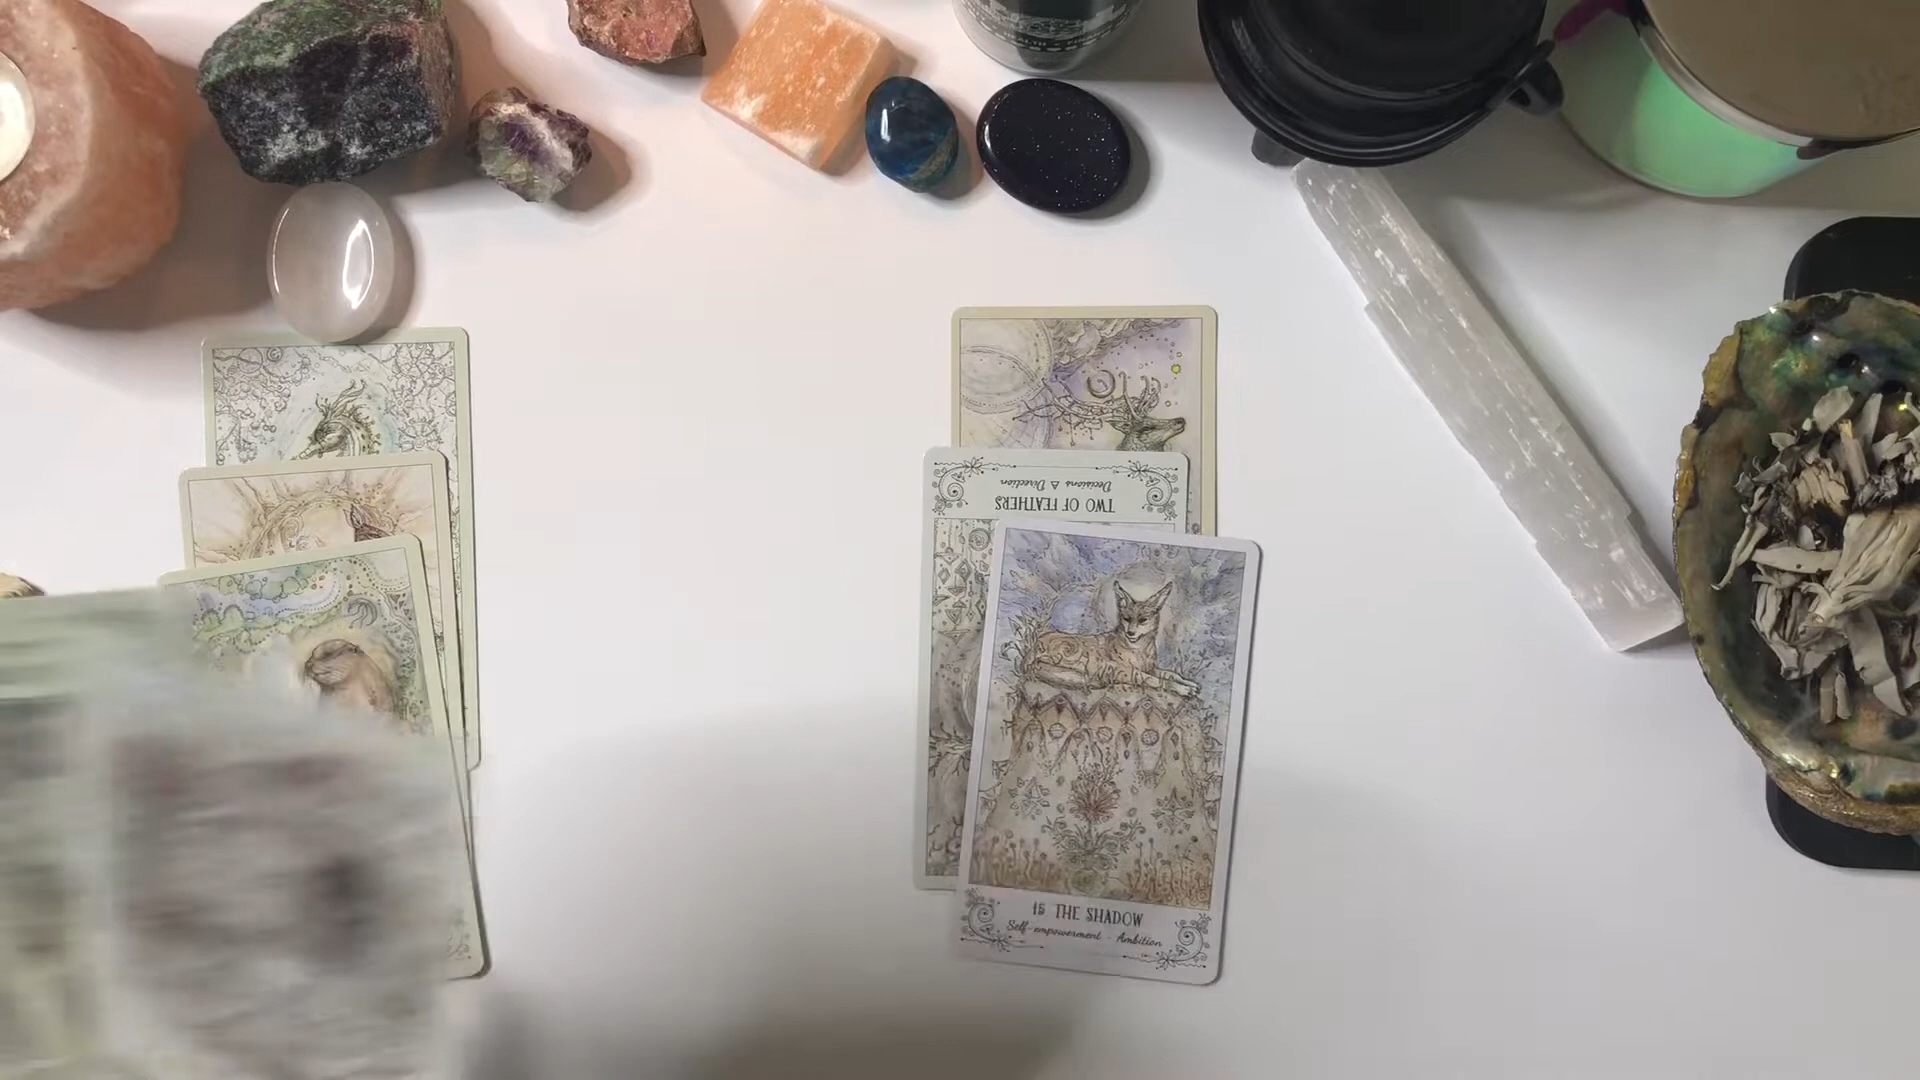 Decisions & Direction
TWO OF FEATHERS
15 THE SHADOW
Self-empowerment - Ambition